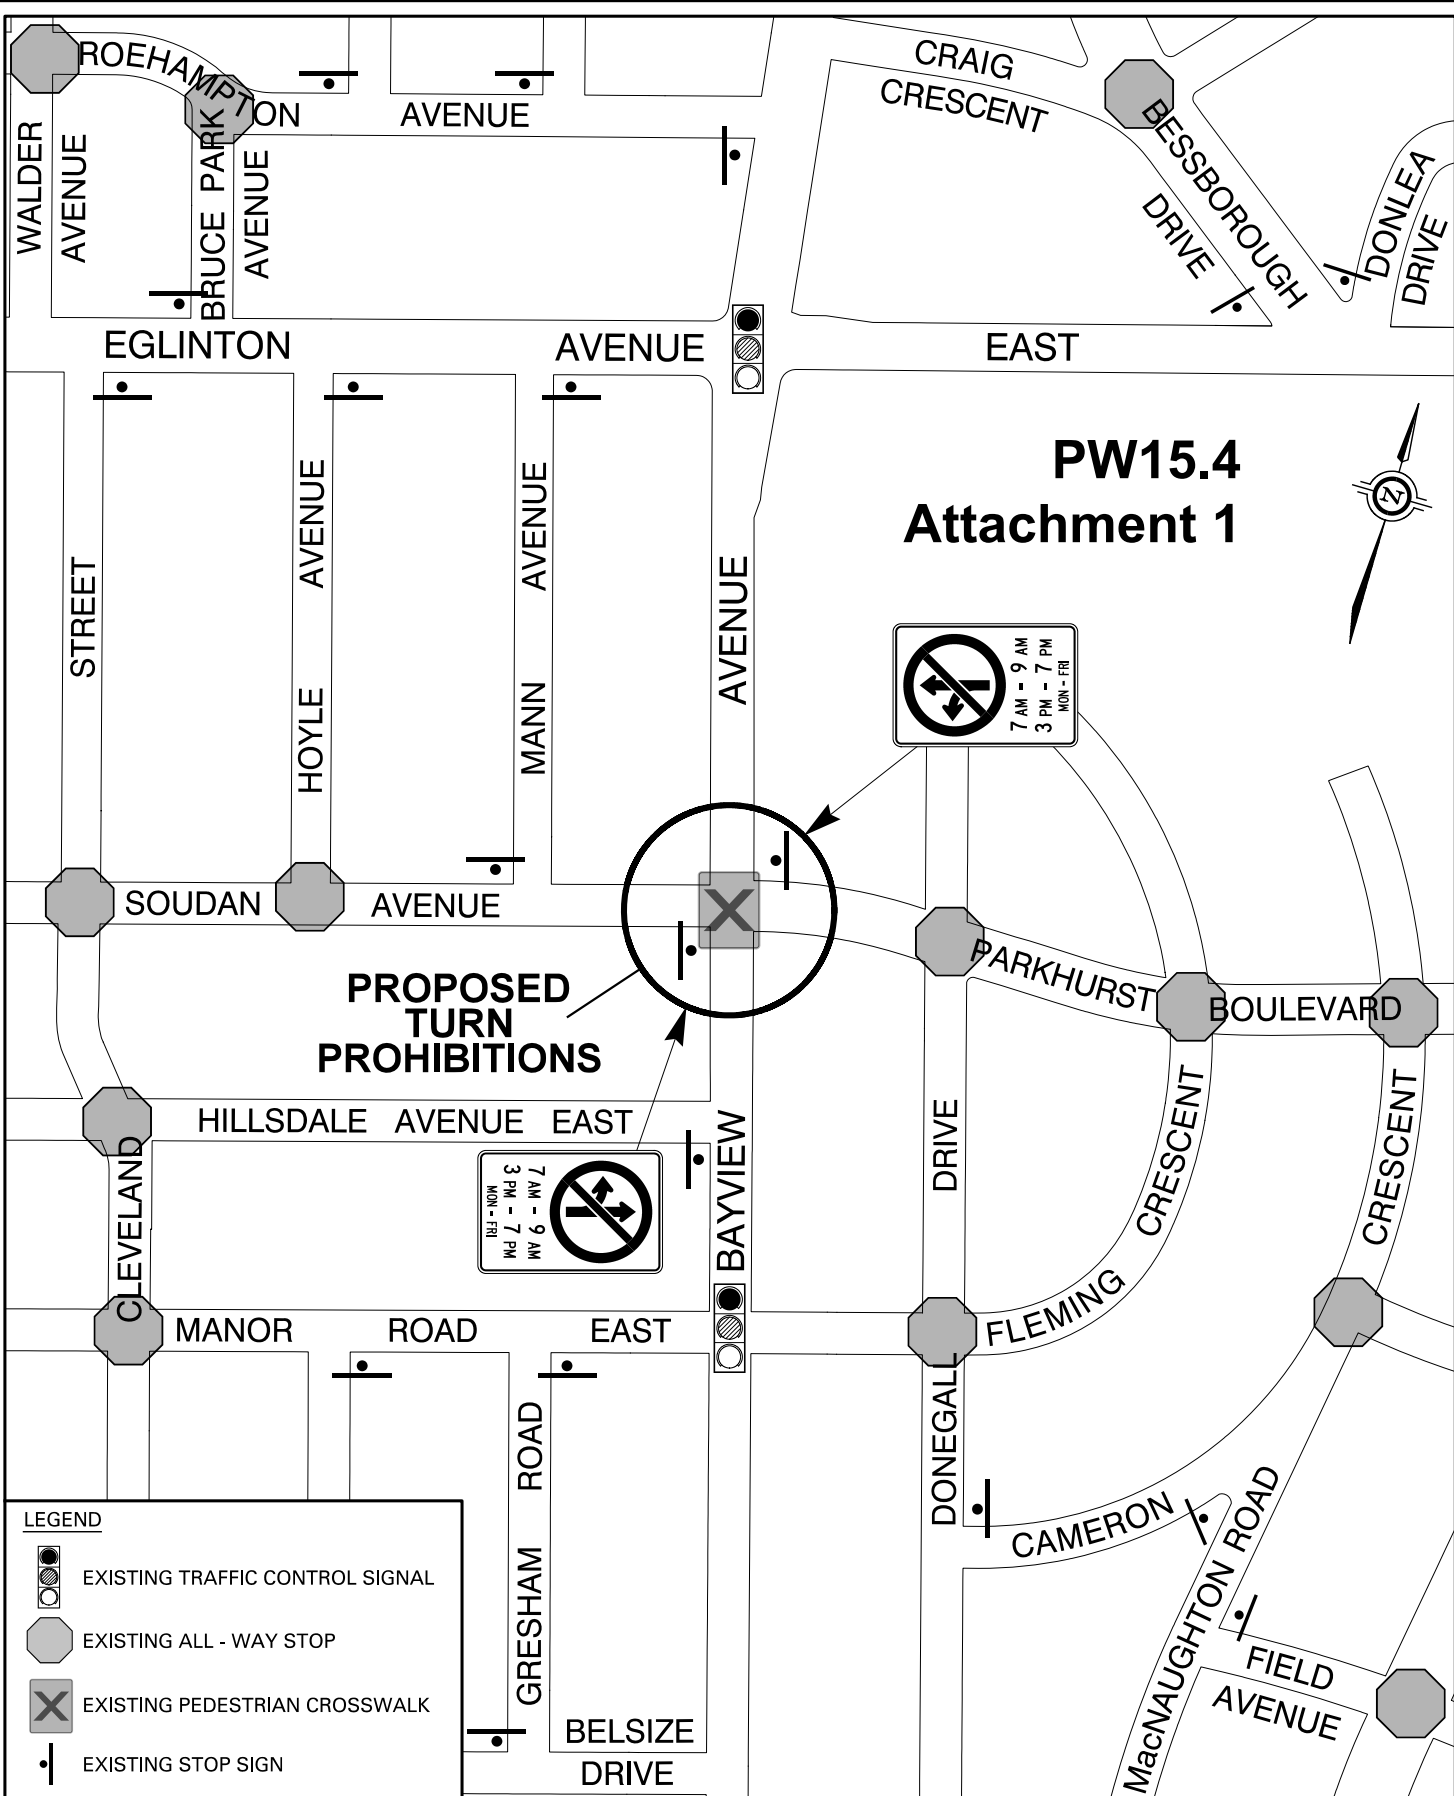 ROEHAMPTON
AVENUE
CRAIG
CRESCENT
BESSBOROUGH
DRIVE
DONLEA
DRIVE
WALDER
AVENUE
BRUCE PARK
AVENUE
EGLINTON AVENUE EAST
PW15.4
Attachment 1
N
STREET
HOYLE AVENUE
MANN AVENUE
AVENUE
7 AM - 9 AM
3 PM - 7 PM
MON - FRI
SOUDAN AVENUE
PARKHURST BOULEVARD
PROPOSED
TURN
PROHIBITIONS
HILLSDALE AVENUE EAST
7 AM - 9 AM
3 PM - 7 PM
MON - FRI
BAYVIEW
CLEVELAND
DRIVE
CRESCENT
CRESCENT
FLEMING
MANOR ROAD EAST
DONEGALL
GRESHAM ROAD
CAMERON
MacNAUGHTON ROAD
FIELD
AVENUE
BELSIZE
DRIVE
LEGEND
EXISTING TRAFFIC CONTROL SIGNAL
EXISTING ALL - WAY STOP
X EXISTING PEDESTRIAN CROSSWALK
EXISTING STOP SIGN